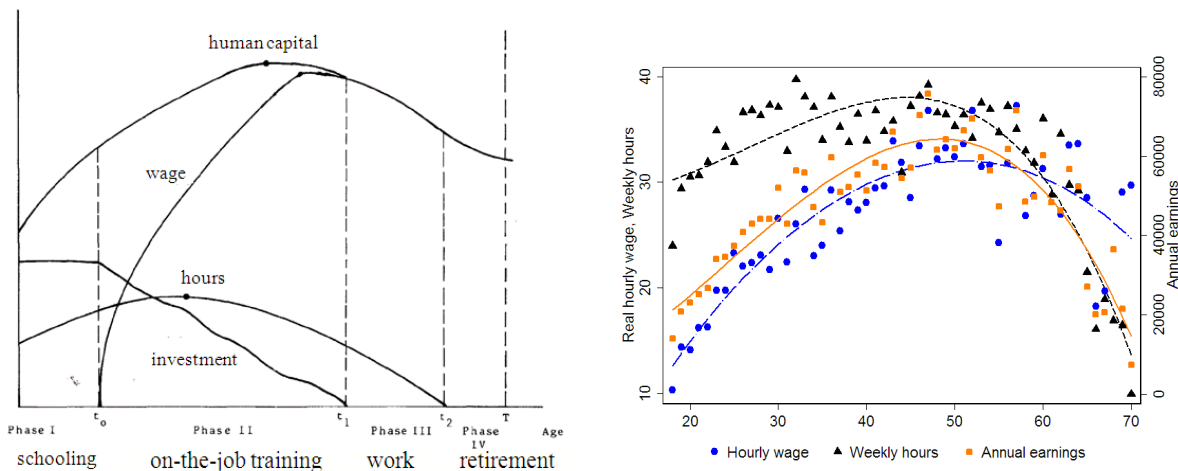 human capital
wage
hours
investment
t₀
t₁
t₂
T
Phase I
Phase II
Phase III
Phase IV
Age
schooling
on-the-job training
work
retirement
Real hourly wage, Weekly hours
40
30
20
10
80000
60000
40000
20000
0
Annual earnings
20
30
40
50
60
70
Hourly wage
Weekly hours
Annual earnings